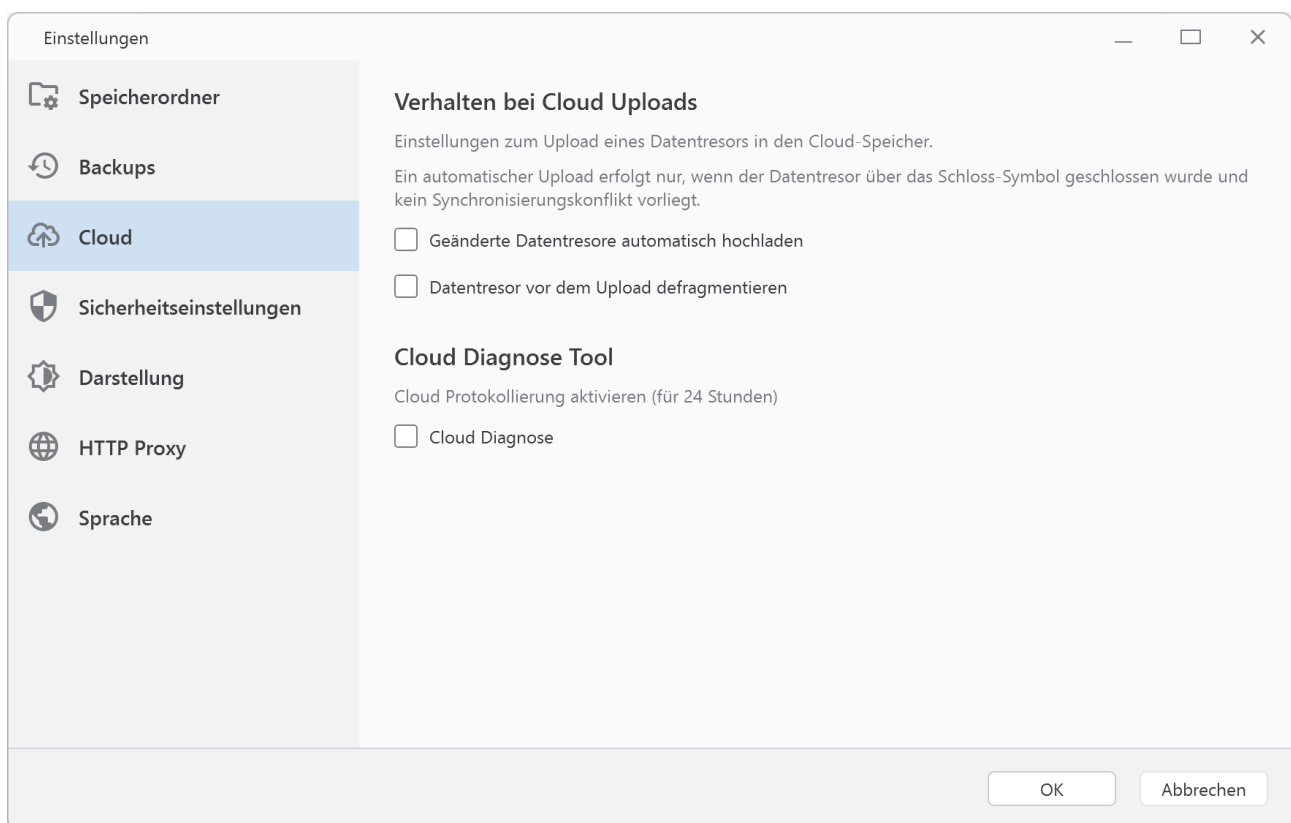 Einstellungen
Speicherordner
Backups
Cloud
Sicherheitseinstellungen
Darstellung
HTTP Proxy
Sprache
Verhalten bei Cloud Uploads
Einstellungen zum Upload eines Datentresors in den Cloud-Speicher.
Ein automatischer Upload erfolgt nur, wenn der Datentresor über das Schloss-Symbol geschlossen wurde und
kein Synchronisierungskonflikt vorliegt.
Geänderte Datentresore automatisch hochladen
Datentresor vor dem Upload defragmentieren
Cloud Diagnose Tool
Cloud Protokollierung aktivieren (für 24 Stunden)
Cloud Diagnose
OK
Abbrechen